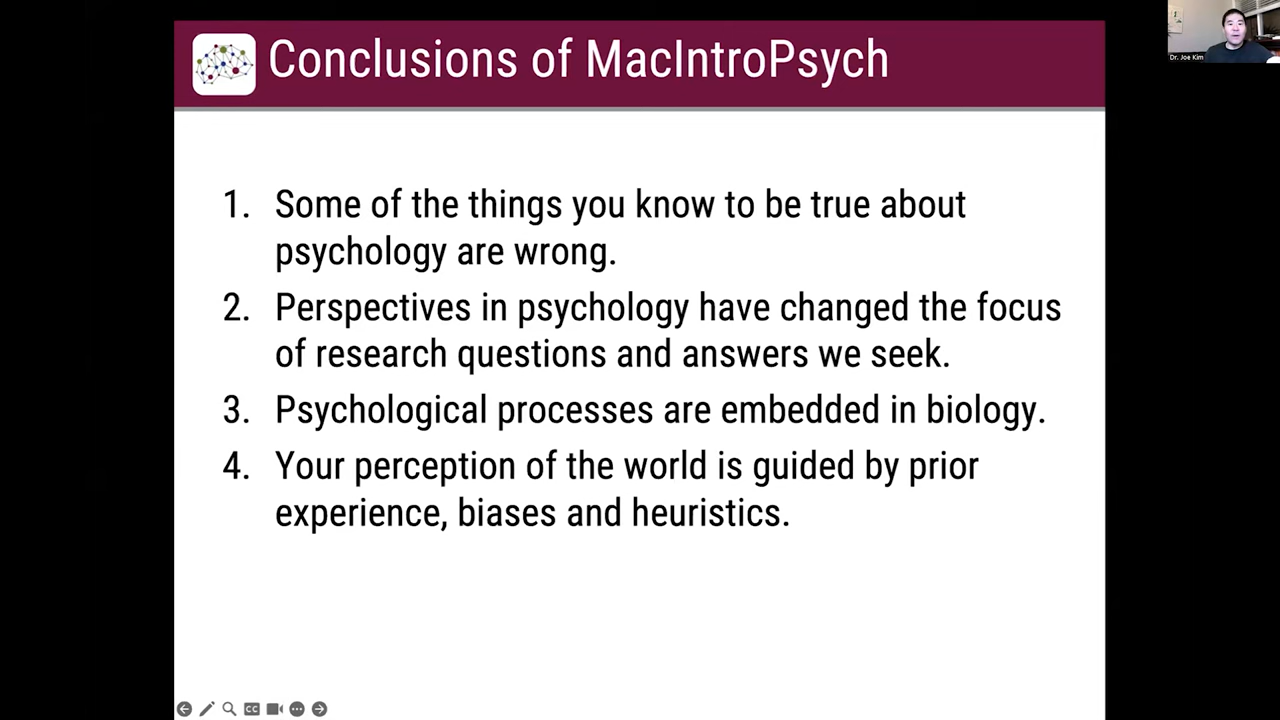 Conclusions of MacIntroPsych
Dr. Joe Kim
1. Some of the things you know to be true about
psychology are wrong.
2. Perspectives in psychology have changed the focus
of research questions and answers we seek.
3. Psychological processes are embedded in biology.
4. Your perception of the world is guided by prior
experience, biases and heuristics.
CC